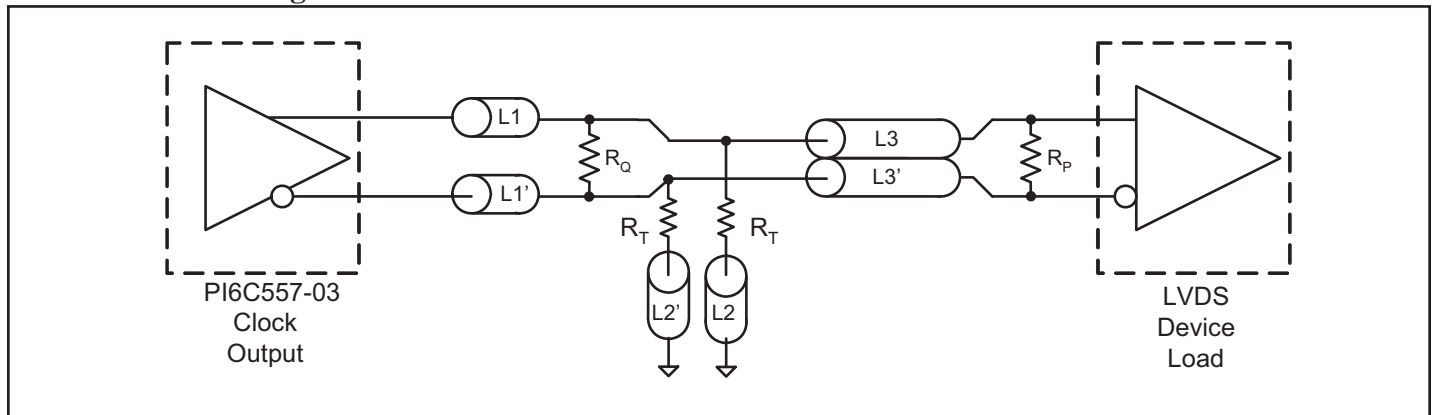 L1
L3
R_Q
R_P
L1'
L3'
R_T
R_T
L2'
L2
PI6C557-03
Clock
Output
LVDS
Device
Load